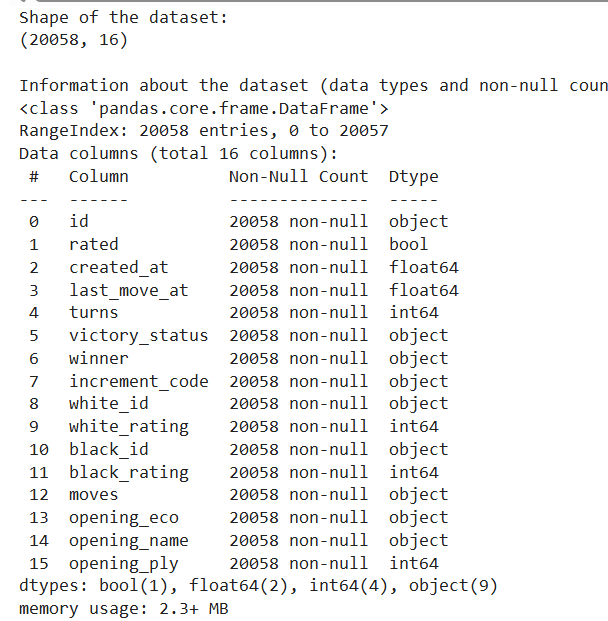 Shape of the dataset:
(20058, 16)
Information about the dataset (data types and non-null coun
<class 'pandas.core.frame.DataFrame'>
RangeIndex: 20058 entries, 0 to 20057
Data columns (total 16 columns):
 #   Column          Non-Null Count  Dtype
---  ------          --------------  -----
 0   id              20058 non-null  object
 1   rated           20058 non-null  bool
 2   created_at      20058 non-null  float64
 3   last_move_at    20058 non-null  float64
 4   turns           20058 non-null  int64
 5   victory_status  20058 non-null  object
 6   winner          20058 non-null  object
 7   increment_code  20058 non-null  object
 8   white_id        20058 non-null  object
 9   white_rating    20058 non-null  int64
 10  black_id        20058 non-null  object
 11  black_rating    20058 non-null  int64
 12  moves           20058 non-null  object
 13  opening_eco     20058 non-null  object
 14  opening_name    20058 non-null  object
 15  opening_ply     20058 non-null  int64
dtypes: bool(1), float64(2), int64(4), object(9)
memory usage: 2.3+ MB